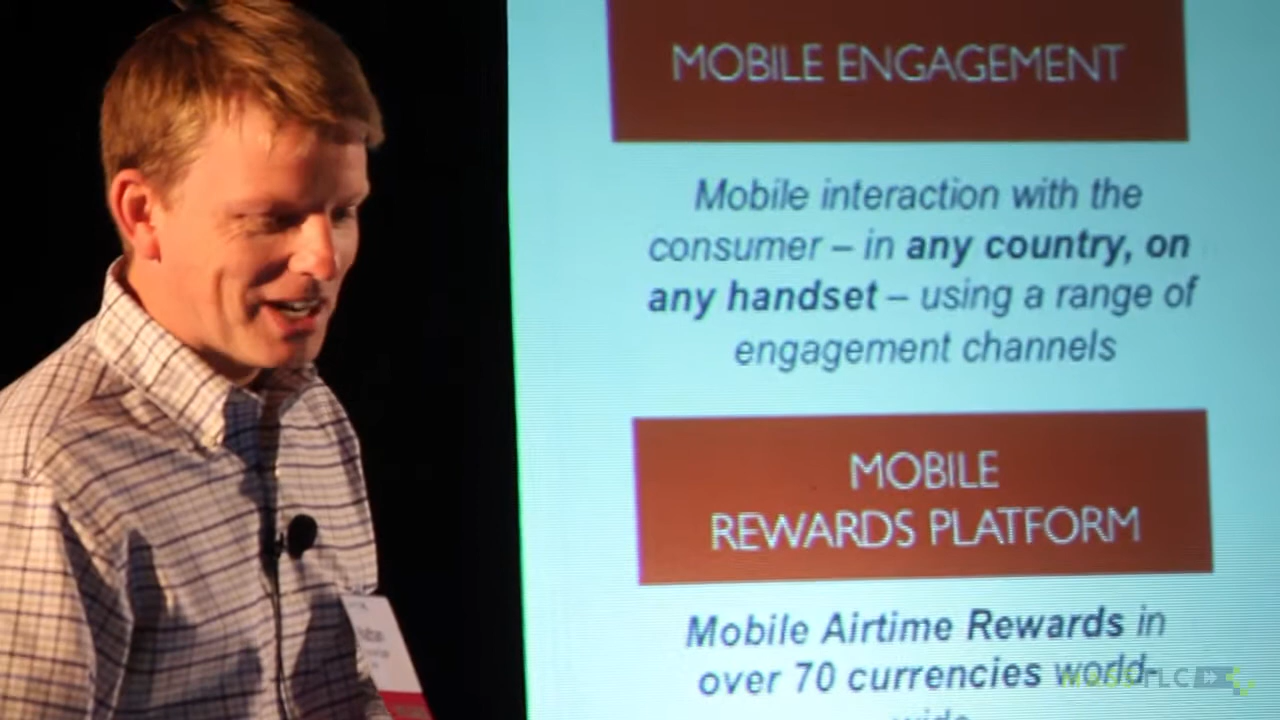 MOBILE ENGAGEMENT
Mobile interaction with the
consumer – in any country, on
any handset – using a range of
engagement channels
MOBILE
REWARDS PLATFORM
Mobile Airtime Rewards in
over 70 currencies world-
wide